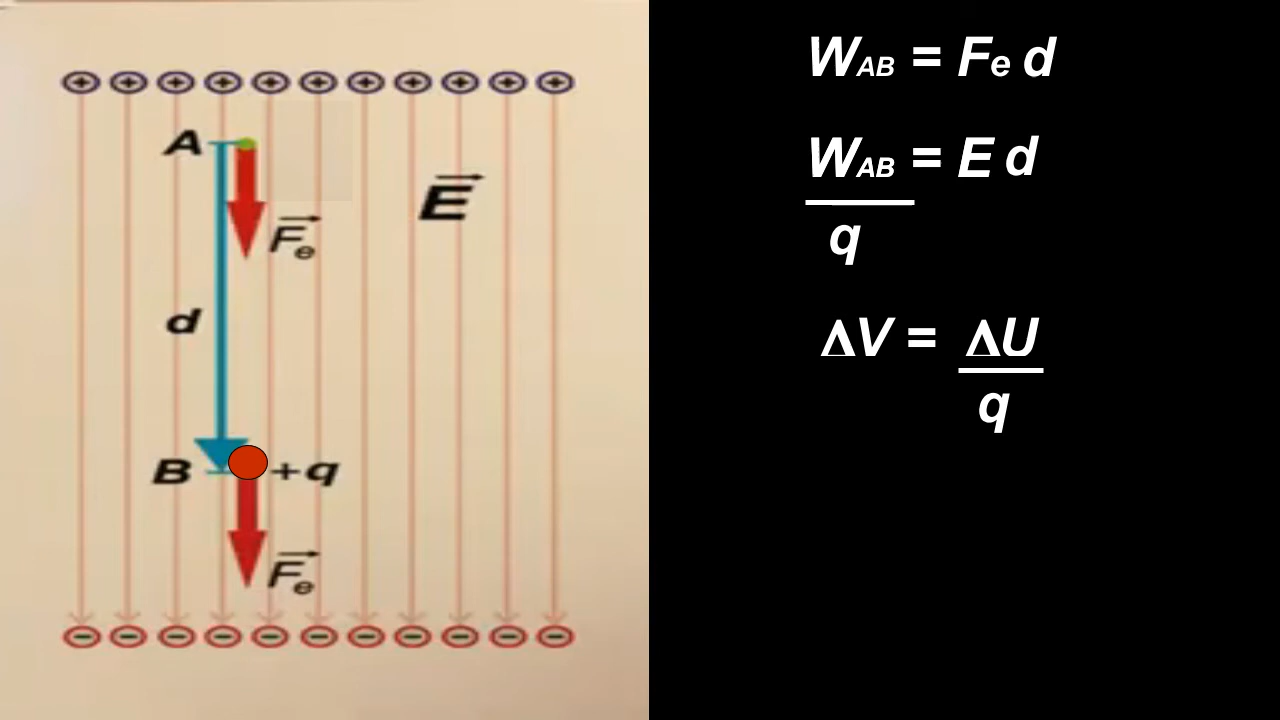 + + + + + + + + + + +
A
E
Fe
d
B +q
Fe
− − − − − − − − − − −
WAB = Fe d
WAB = E d
q
ΔV = ΔU
q